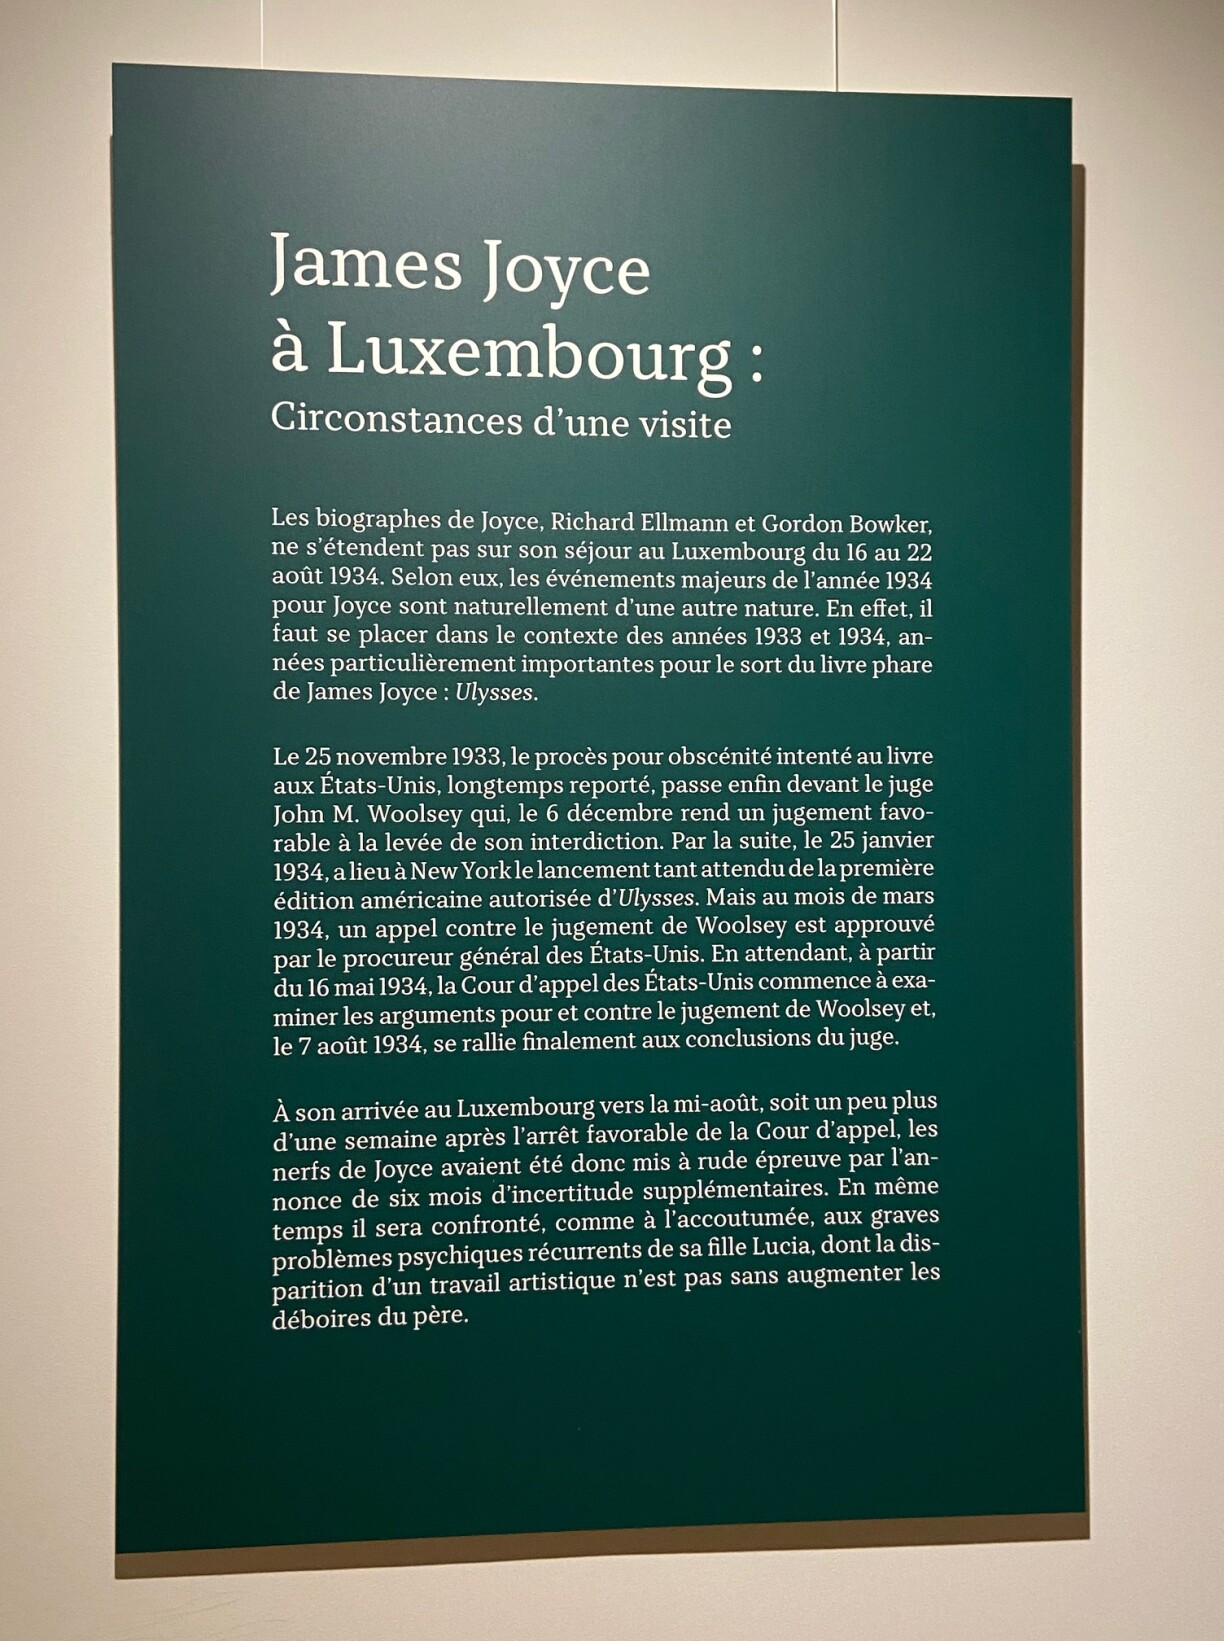 James Joyce
à Luxembourg :
Circonstances d’une visite
Les biographes de Joyce, Richard Ellmann et Gordon Bowker,
ne s’étendent pas sur son séjour au Luxembourg du 16 au 22
août 1934. Selon eux, les événements majeurs de l’année 1934
pour Joyce sont naturellement d’une autre nature. En effet, il
faut se placer dans le contexte des années 1933 et 1934, an-
nées particulièrement importantes pour le sort du livre phare
de James Joyce : Ulysses.
Le 25 novembre 1933, le procès pour obscénité intenté au livre
aux États-Unis, longtemps reporté, passe enfin devant le juge
John M. Woolsey qui, le 6 décembre rend un jugement favo-
rable à la levée de son interdiction. Par la suite, le 25 janvier
1934, a lieu à New York le lancement tant attendu de la première
édition américaine autorisée d’Ulysses. Mais au mois de mars
1934, un appel contre le jugement de Woolsey est approuvé
par le procureur général des États-Unis. En attendant, à partir
du 16 mai 1934, la Cour d’appel des États-Unis commence à exa-
miner les arguments pour et contre le jugement de Woolsey et,
le 7 août 1934, se rallie finalement aux conclusions du juge.
À son arrivée au Luxembourg vers la mi-août, soit un peu plus
d’une semaine après l’arrêt favorable de la Cour d’appel, les
nerfs de Joyce avaient été donc mis à rude épreuve par l’an-
nonce de six mois d’incertitude supplémentaires. En même
temps il sera confronté, comme à l’accoutumée, aux graves
problèmes psychiques récurrents de sa fille Lucia, dont la dis-
parition d’un travail artistique n’est pas sans augmenter les
déboires du père.